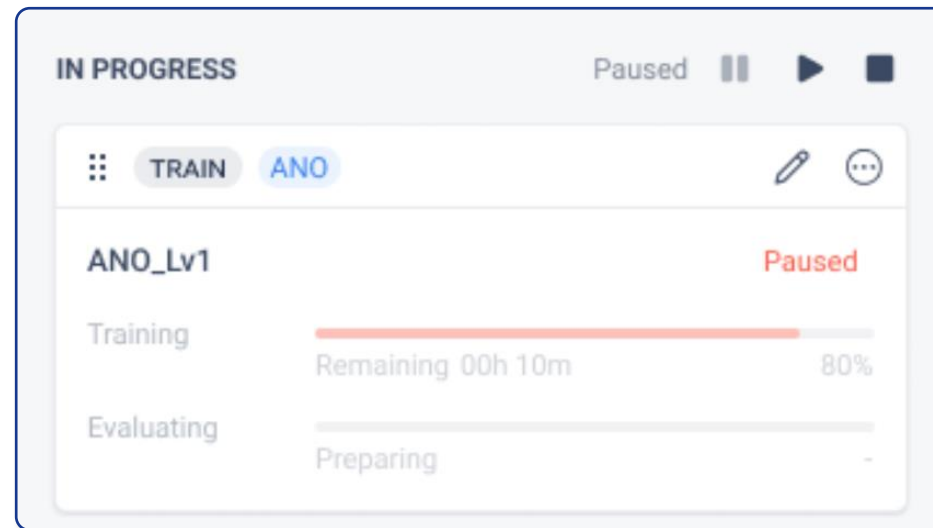 IN PROGRESS Paused
TRAIN ANO
ANO_Lv1 Paused
Training
Remaining 00h 10m 80%
Evaluating
Preparing -